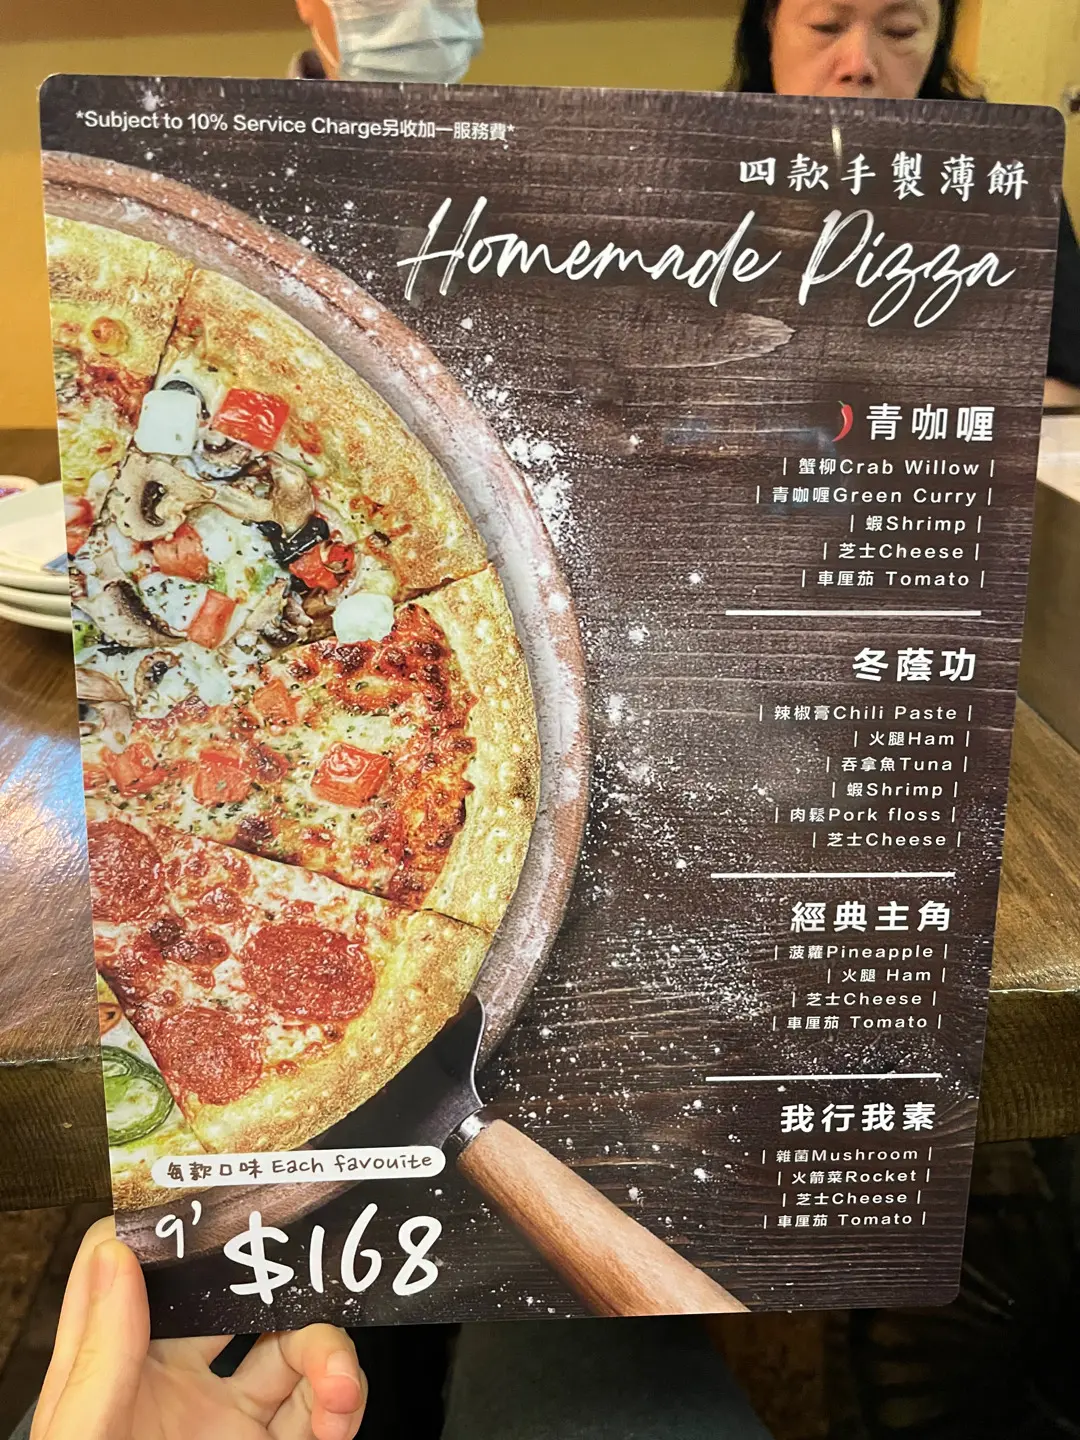 *Subject to 10% Service Charge另收加一服務費*
四款手製薄餅
Homemade Pizza
青咖喱
| 蟹柳Crab Willow |
| 青咖喱Green Curry |
| 蝦Shrimp |
| 芝士Cheese |
| 車厘茄 Tomato |
冬蔭功
| 辣椒膏Chili Paste |
| 火腿Ham |
| 吞拿魚Tuna |
| 蝦Shrimp |
| 肉鬆Pork floss |
| 芝士Cheese |
經典主角
| 菠蘿Pineapple |
| 火腿 Ham |
| 芝士Cheese |
| 車厘茄 Tomato |
我行我素
| 雜菌Mushroom |
| 火箭菜Rocket |
| 芝士Cheese |
| 車厘茄 Tomato |
每款口味 Each favouite
9’ $168